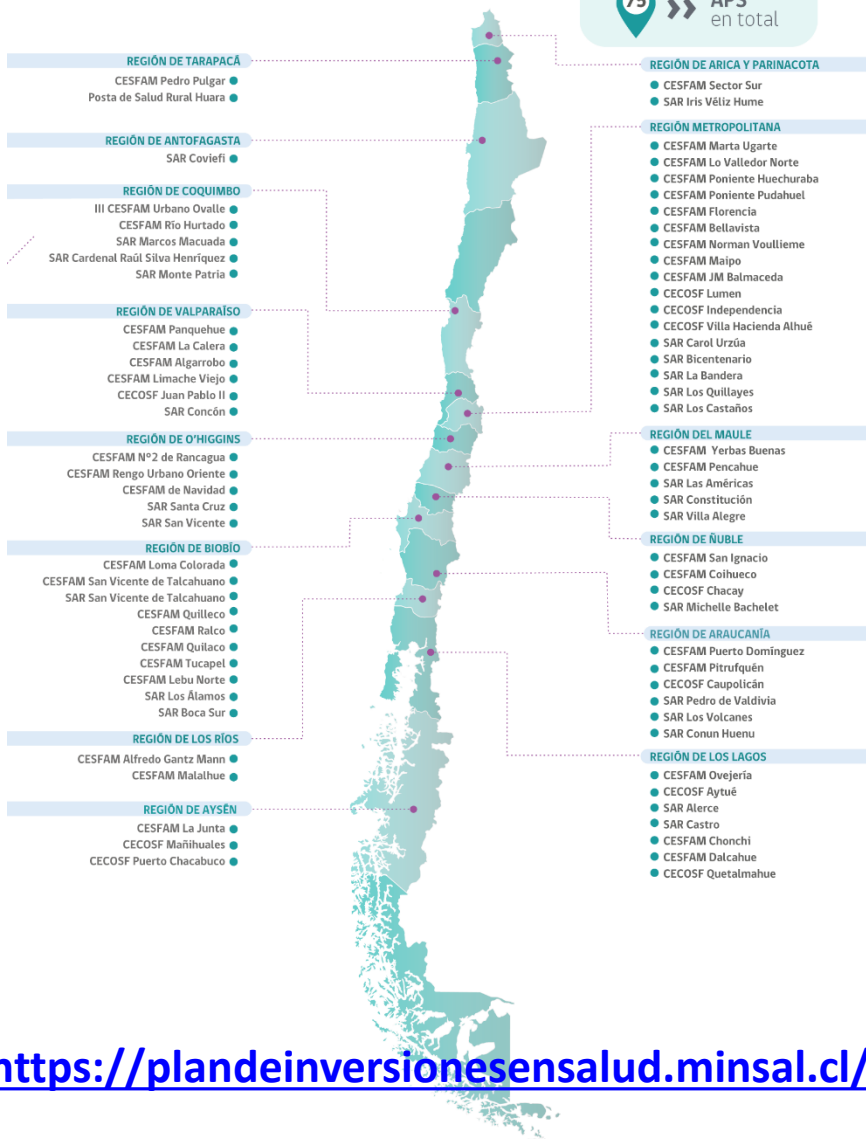 75 >> APS
en total
REGIÓN DE TARAPACÁ
CESFAM Pedro Pulgar
Posta de Salud Rural Huara
REGIÓN DE ANTOFAGASTA
SAR Coviefi
REGIÓN DE COQUIMBO
III CESFAM Urbano Ovalle
CESFAM Río Hurtado
SAR Marcos Macuada
SAR Cardenal Raúl Silva Henríquez
SAR Monte Patria
REGIÓN DE VALPARAÍSO
CESFAM Panquehue
CESFAM La Calera
CESFAM Algarrobo
CESFAM Limache Viejo
CECOSF Juan Pablo II
SAR Concón
REGIÓN DE O'HIGGINS
CESFAM N°2 de Rancagua
CESFAM Rengo Urbano Oriente
CESFAM de Navidad
SAR Santa Cruz
SAR San Vicente
REGIÓN DE BIOBÍO
CESFAM Loma Colorada
CESFAM San Vicente de Talcahuano
SAR San Vicente de Talcahuano
CESFAM Quilleco
CESFAM Ralco
CESFAM Quilaco
CESFAM Tucapel
CESFAM Lebu Norte
SAR Los Álamos
SAR Boca Sur
REGIÓN DE LOS RÍOS
CESFAM Alfredo Gantz Mann
CESFAM Malalhue
REGIÓN DE AYSÉN
CESFAM La Junta
CECOSF Mañihuales
CECOSF Puerto Chacabuco
REGIÓN DE ARICA Y PARINACOTA
CESFAM Sector Sur
SAR Iris Véliz Hume
REGIÓN METROPOLITANA
CESFAM Marta Ugarte
CESFAM Lo Valledor Norte
CESFAM Poniente Huechuraba
CESFAM Poniente Pudahuel
CESFAM Florencia
CESFAM Bellavista
CESFAM Norman Voullieme
CESFAM Maipo
CESFAM JM Balmaceda
CECOSF Lumen
CECOSF Independencia
CECOSF Villa Hacienda Alhué
SAR Carol Urzúa
SAR Bicentenario
SAR La Bandera
SAR Los Quillayes
SAR Los Castaños
REGIÓN DEL MAULE
CESFAM Yerbas Buenas
CESFAM Pencahue
SAR Las Américas
SAR Constitución
SAR Villa Alegre
REGIÓN DE ÑUBLE
CESFAM San Ignacio
CESFAM Coihueco
CECOSF Chacay
SAR Michelle Bachelet
REGIÓN DE ARAUCANÍA
CESFAM Puerto Domínguez
CESFAM Pitrufquén
CECOSF Caupolicán
SAR Pedro de Valdivia
SAR Los Volcanes
SAR Conun Huenu
REGIÓN DE LOS LAGOS
CESFAM Ovejería
CECOSF Aytué
SAR Alerce
SAR Castro
CESFAM Chonchi
CESFAM Dalcahue
CECOSF Quetalmahue
https://plandeinversionesensalud.minsal.cl/